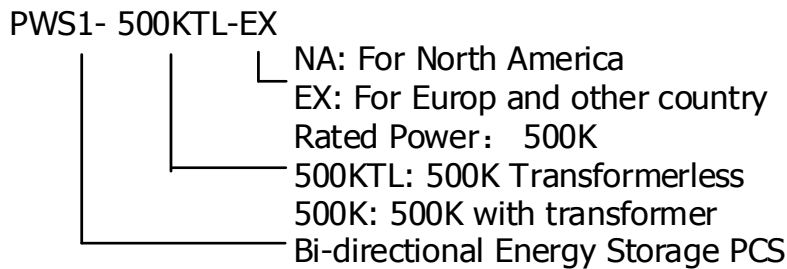 PWS1- 500KTL-EX
NA: For North America
EX: For Europ and other country
Rated Power： 500K
500KTL: 500K Transformerless
500K: 500K with transformer
Bi-directional Energy Storage PCS